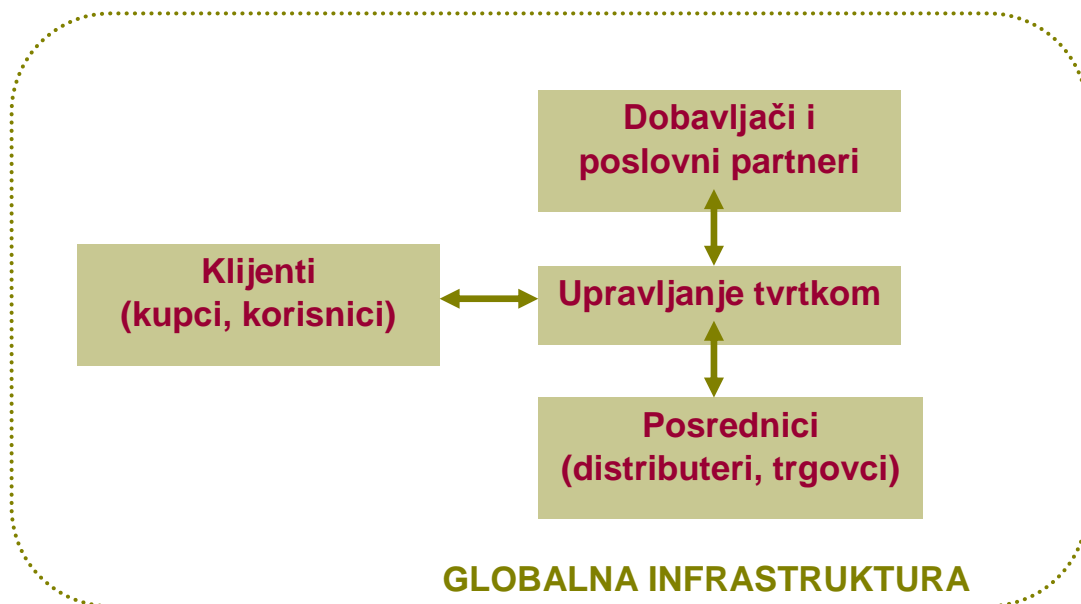 Dobavljači i
poslovni partneri
Klijenti
(kupci, korisnici)
Upravljanje tvrtkom
Posrednici
(distributeri, trgovci)
GLOBALNA INFRASTRUKTURA